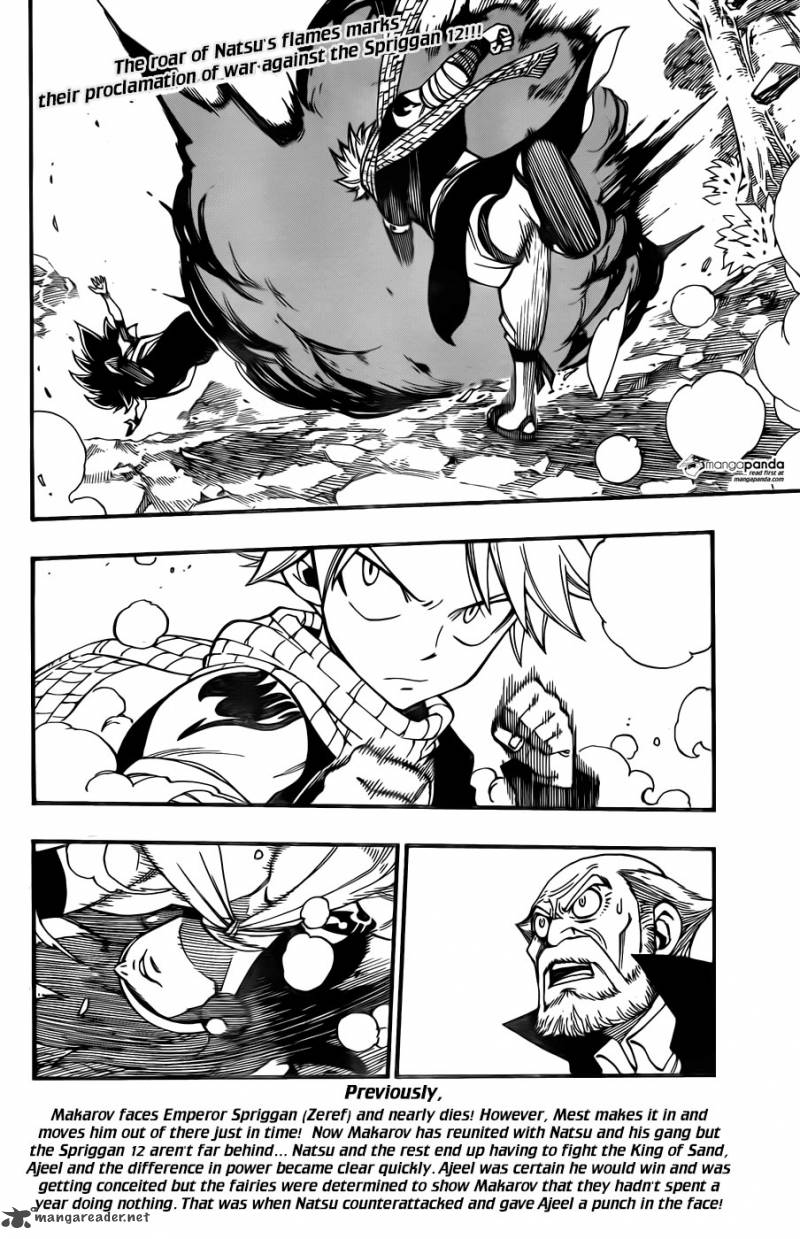 The roar of Natsu's flames marks
their proclamation of war against the Spriggan 12!!!
mangapanda
read first at
mangapanda.com
Previously,
Makarov faces Emperor Spriggan (Zeref) and nearly dies! However, Mest makes it in and
moves him out of there just in time! Now Makarov has reunited with Natsu and his gang but
the Spriggan 12 aren't far behind... Natsu and the rest end up having to fight the King of Sand,
Ajeel and the difference in power became clear quickly. Ajeel was certain he would win and was
getting conceited but the fairies were determined to show Makarov that they hadn't spent a
year doing nothing. That was when Natsu counterattacked and gave Ajeel a punch in the face!
mangareader.net